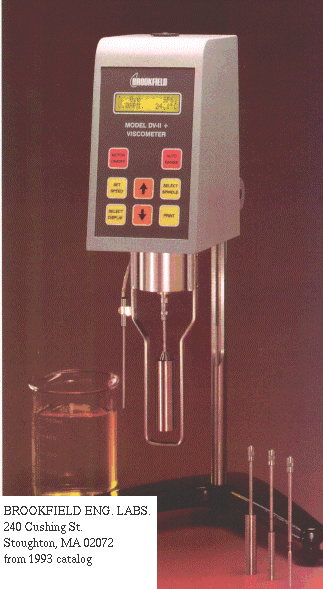 BROOKFIELD
MODEL DV-II +
VISCOMETER
MOTOR ON/OFF
AUTO RANGE
SET SPEED
SELECT SPINDLE
SELECT DISPLAY
PRINT
BROOKFIELD ENG. LABS.
240 Cushing St.
Stoughton, MA 02072
from 1993 catalog